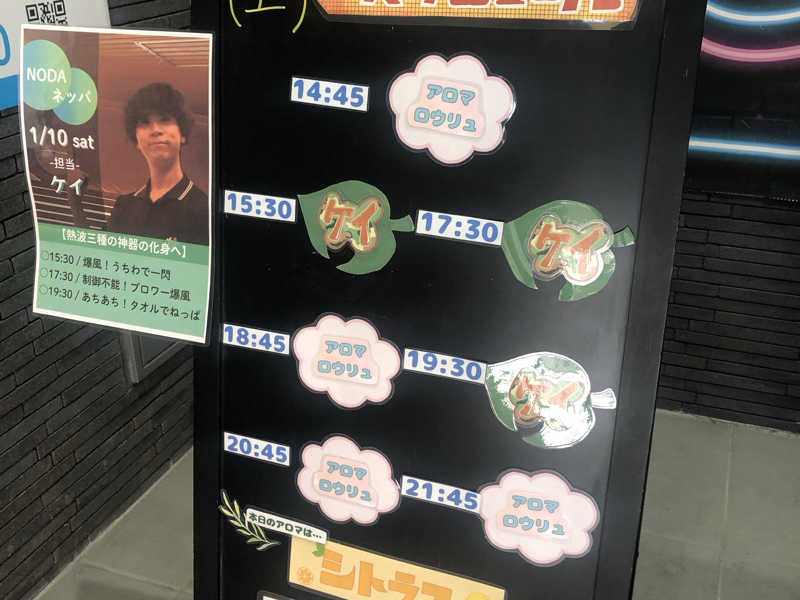 NODA
ネッパ
1/10 sat
-担当-
ケイ
【熱波三種の神器の化身へ】
○15:30 / 爆風！うちわで一閃
○17:30 / 制御不能！ブロワー爆風
○19:30 / あちあち！タオルでねっぱ
(土)
14:45
アロマ
ロウリュ
15:30
ケイ
17:30
ケイ
18:45
アロマ
ロウリュ
19:30
ケイ
20:45
アロマ
ロウリュ
21:45
アロマ
ロウリュ
本日のアロマは…
シトネス